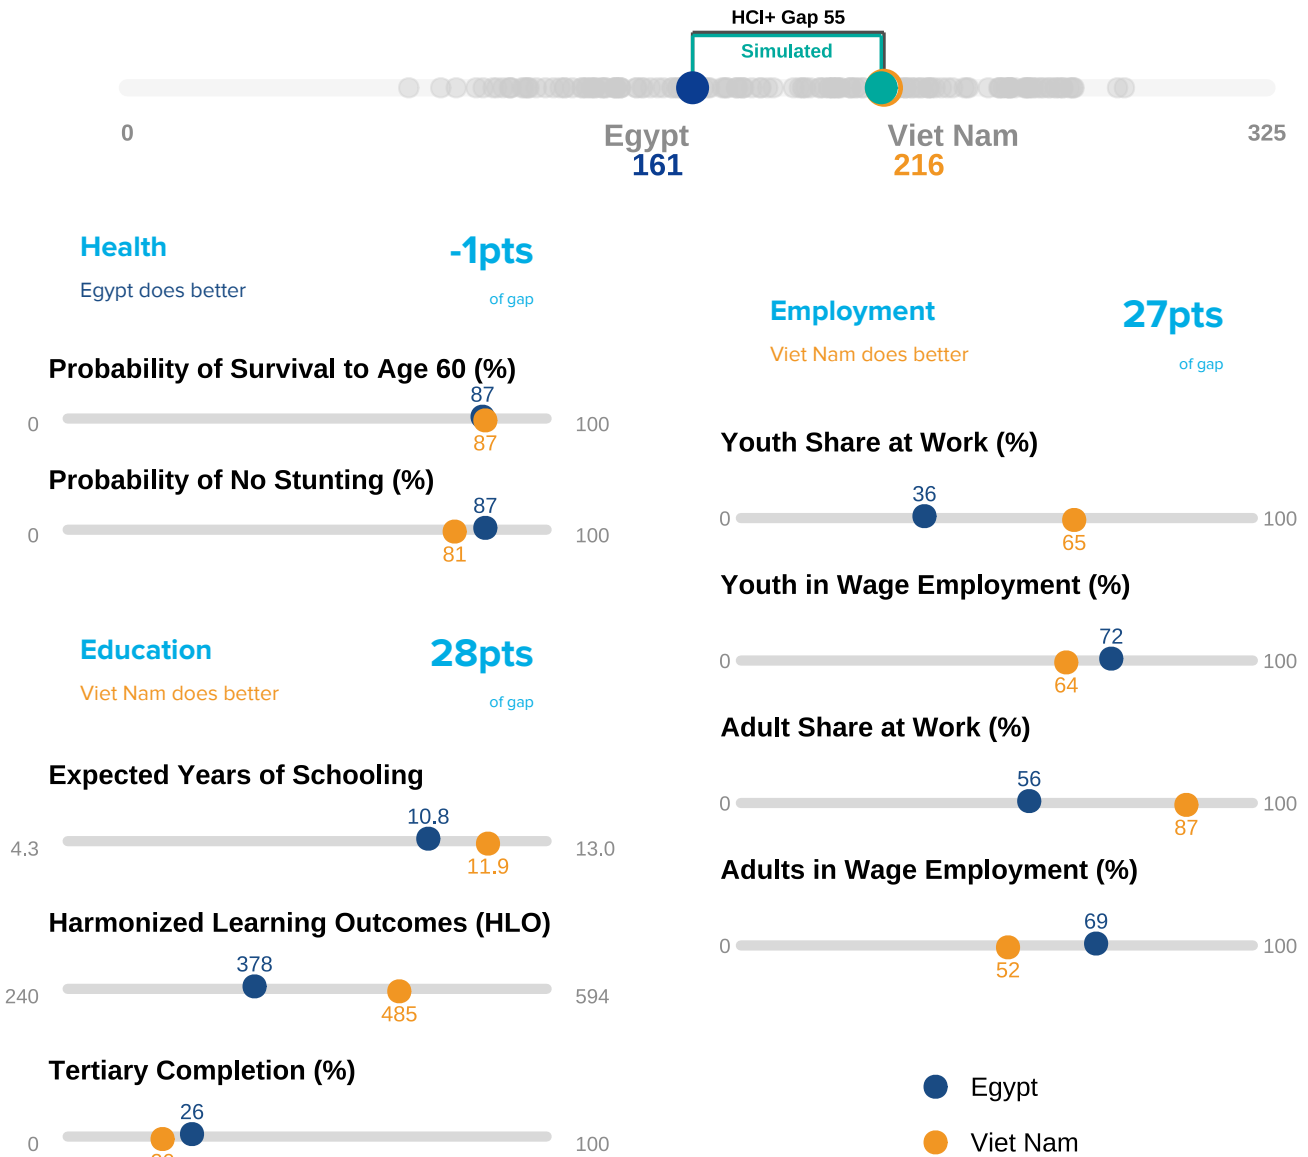 HCI+ Gap 55
Simulated
0
Egypt
161
Viet Nam
216
325
Health
-1pts
Egypt does better
of gap
Probability of Survival to Age 60 (%)
87
0
100
87
Probability of No Stunting (%)
87
0
100
81
Education
28pts
Viet Nam does better
of gap
Expected Years of Schooling
10.8
4.3
13.0
11.9
Harmonized Learning Outcomes (HLO)
378
240
594
485
Tertiary Completion (%)
26
0
100
Employment
27pts
Viet Nam does better
of gap
Youth Share at Work (%)
36
0
100
65
Youth in Wage Employment (%)
72
0
100
64
Adult Share at Work (%)
56
0
100
87
Adults in Wage Employment (%)
69
0
100
52
Egypt
Viet Nam